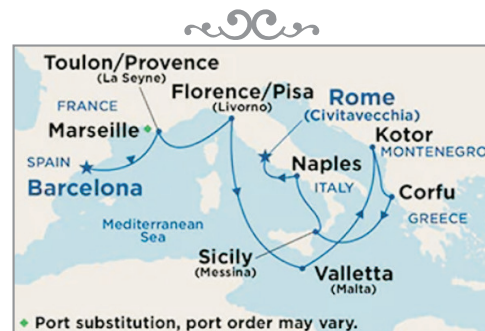 Toulon/Provence
(La Seyne)
Florence/Pisa
(Livorno)
FRANCE
Rome
(Civitavecchia)
Marseille
Kotor
MONTENEGRO
SPAIN
Barcelona
Naples
ITALY
Corfu
GREECE
Mediterranean
Sea
Sicily
(Messina)
Valletta
(Malta)
Port substitution, port order may vary.